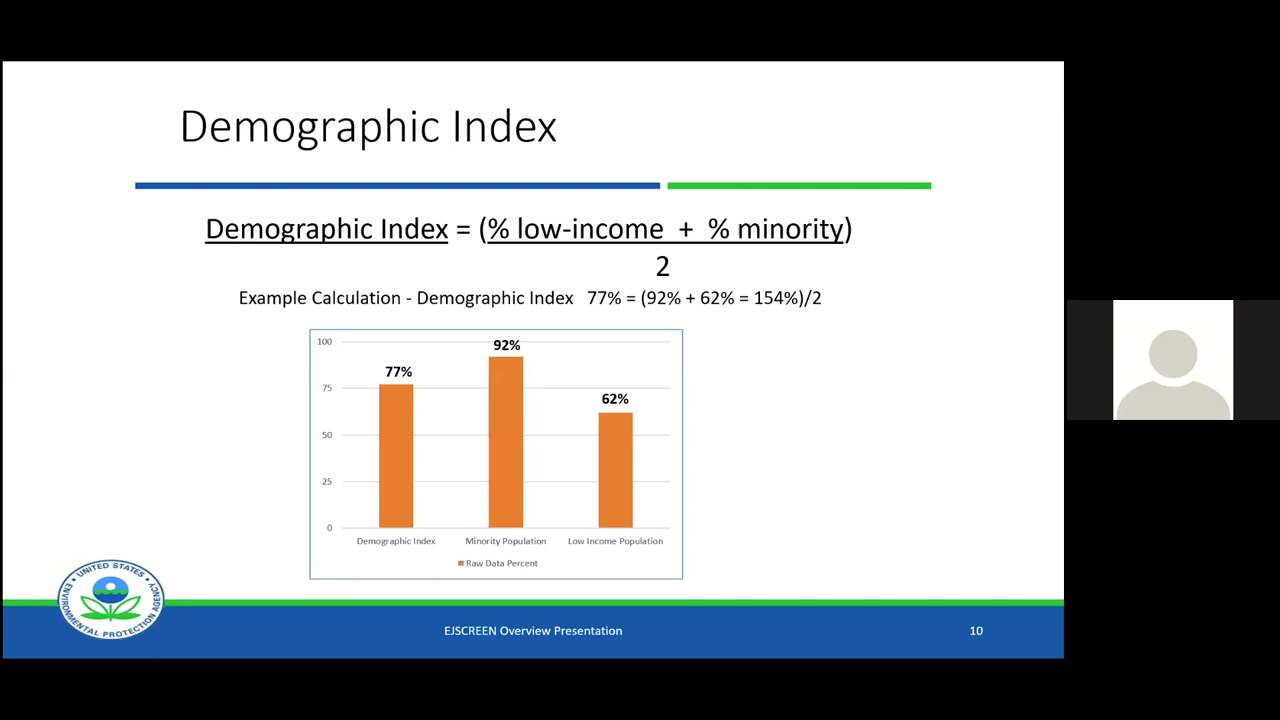 Demographic Index
Demographic Index = (% low-income + % minority)
2
Example Calculation - Demographic Index 77% = (92% + 62% = 154%)/2
100
75
50
25
0
77%
92%
62%
Demographic Index
Minority Population
Low Income Population
Raw Data Percent
UNITED STATES
ENVIRONMENTAL PROTECTION AGENCY
EJSCREEN Overview Presentation
10